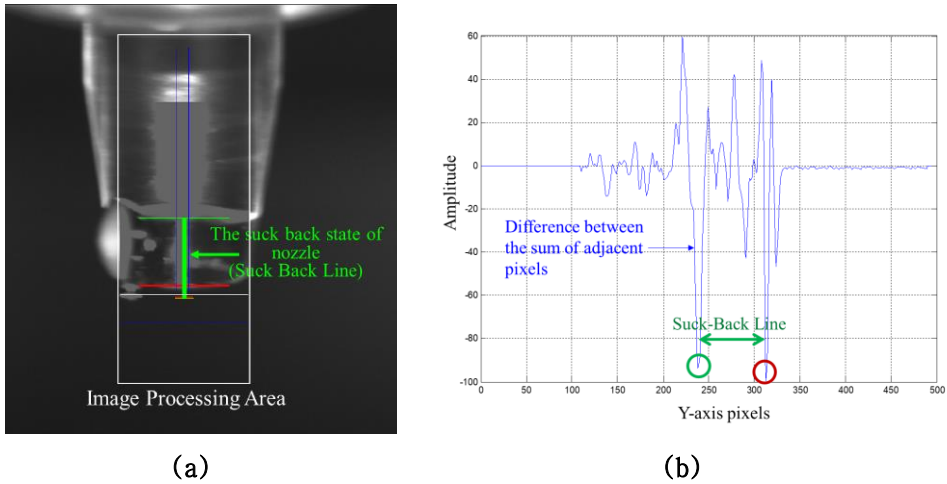 The suck back state of
nozzle
(Suck Back Line)
Image Processing Area
(a)
60
40
20
0
-20
-40
-60
-80
-100
Amplitude
Difference between
the sum of adjacent
pixels
Suck-Back Line
0
50
100
150
200
250
300
350
400
450
500
Y-axis pixels
(b)